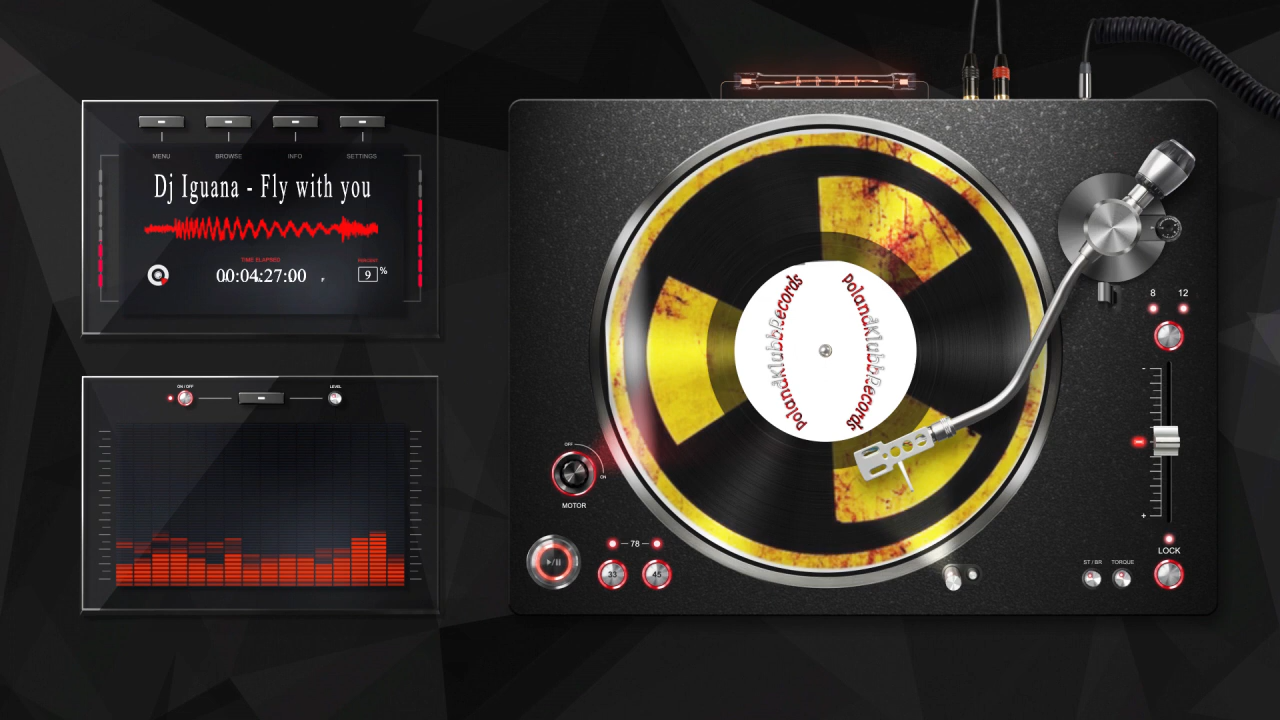 MENU
BROWSE
INFO
SETTINGS
Dj Iguana - Fly with you
TIME ELAPSED
00:04:27:00
9
%
ON / OFF
LEVEL
polandKlubbRecords
polandKlubbRecords
8
12
OFF
ON
MOTOR
78
33
45
-
+
LOCK
ST / BR
TORQUE